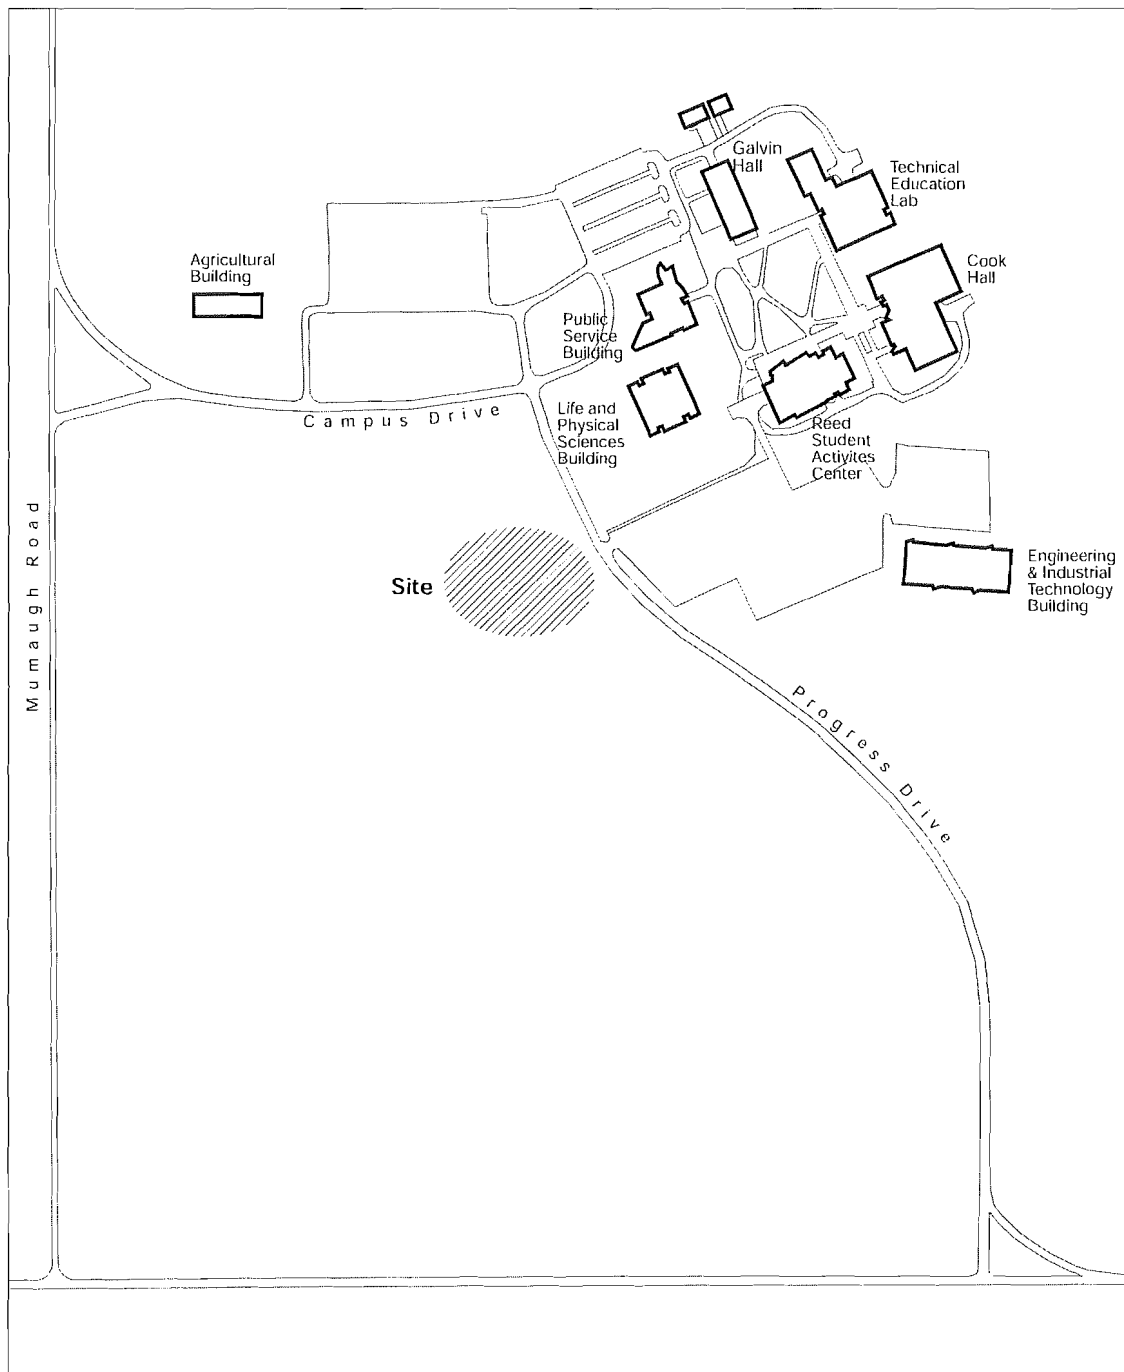 Galvin
Hall
Technical
Education
Lab
Agricultural
Building
Cook
Hall
Public
Service
Building
Life and
Physical
Sciences
Building
Campus Drive
Reed
Student
Activites
Center
Mumaugh Road
Site
Engineering
& Industrial
Technology
Building
Progress Drive